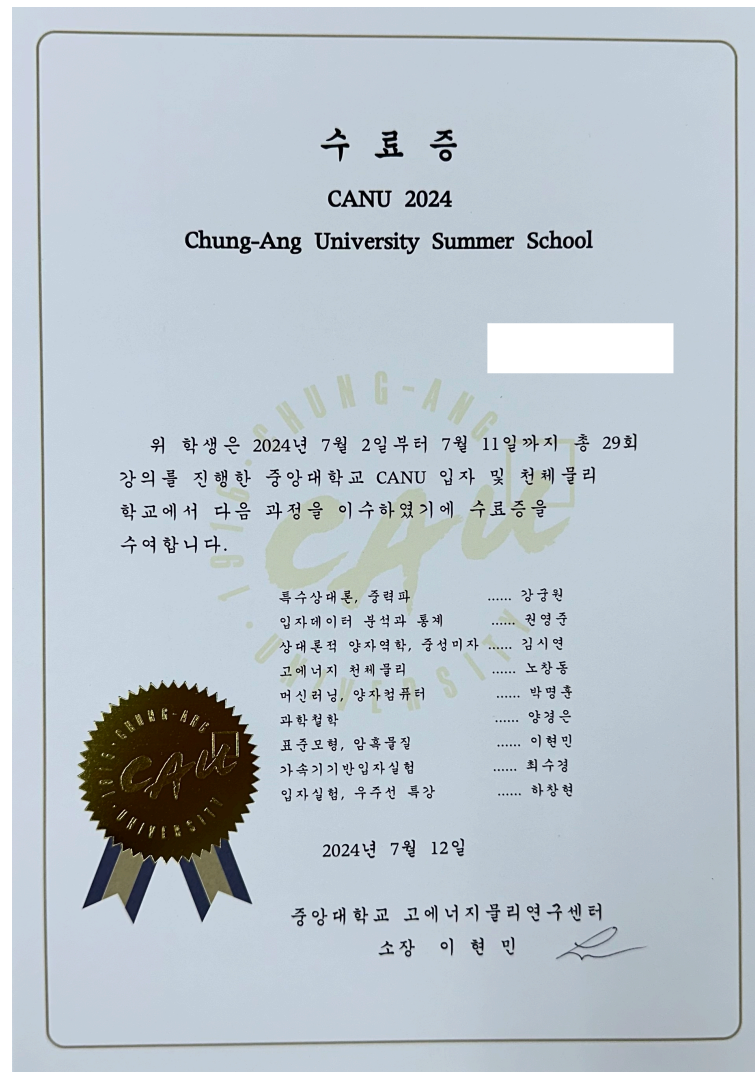 수 료 증
CANU 2024
Chung-Ang University Summer School
위 학생은 2024년 7월 2일부터 7월 11일까지 총 29회
강의를 진행한 중앙대학교 CANU 입자 및 천체물리
학교에서 다음 과정을 이수하였기에 수료증을
수여합니다.
특수상대론, 중력파 ...... 강궁원
입자데이터 분석과 통계 ...... 권영준
상대론적 양자역학, 중성미자 ...... 김시연
고에너지 천체물리 ...... 노창동
머신러닝, 양자컴퓨터 ...... 박명훈
과학철학 ...... 양경은
표준모형, 암흑물질 ...... 이현민
가속기기반입자실험 ...... 최수경
입자실험, 우주선 특강 ...... 하창현
2024년 7월 12일
중앙대학교 고에너지물리연구센터
소장 이 현 민
CHUNG-ANG
CAU
UNIVERSITY
CHUNG-ANG
CAU
UNIVERSITY